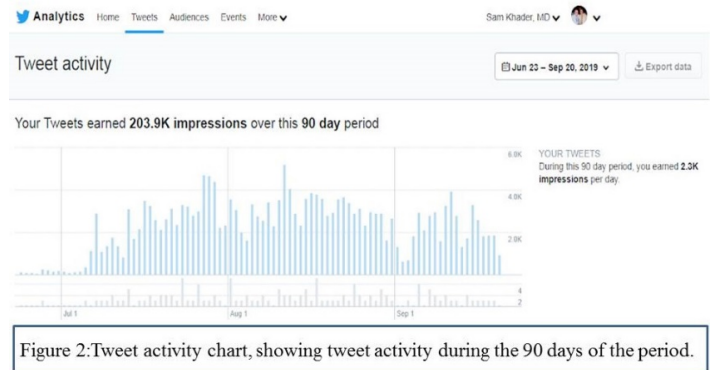 Analytics Home Tweets Audiences Events More Sam Khader, MD
Tweet activity
Jun 23 – Sep 20, 2019 Export data
Your Tweets earned 203.9K impressions over this 90 day period
6.0K
YOUR TWEETS
During this 90 day period, you earned 2.3K
impressions per day.
4.0K
2.0K
4
2
Jul 1 Aug 1 Sep 1
Figure 2:Tweet activity chart, showing tweet activity during the 90 days of the period.